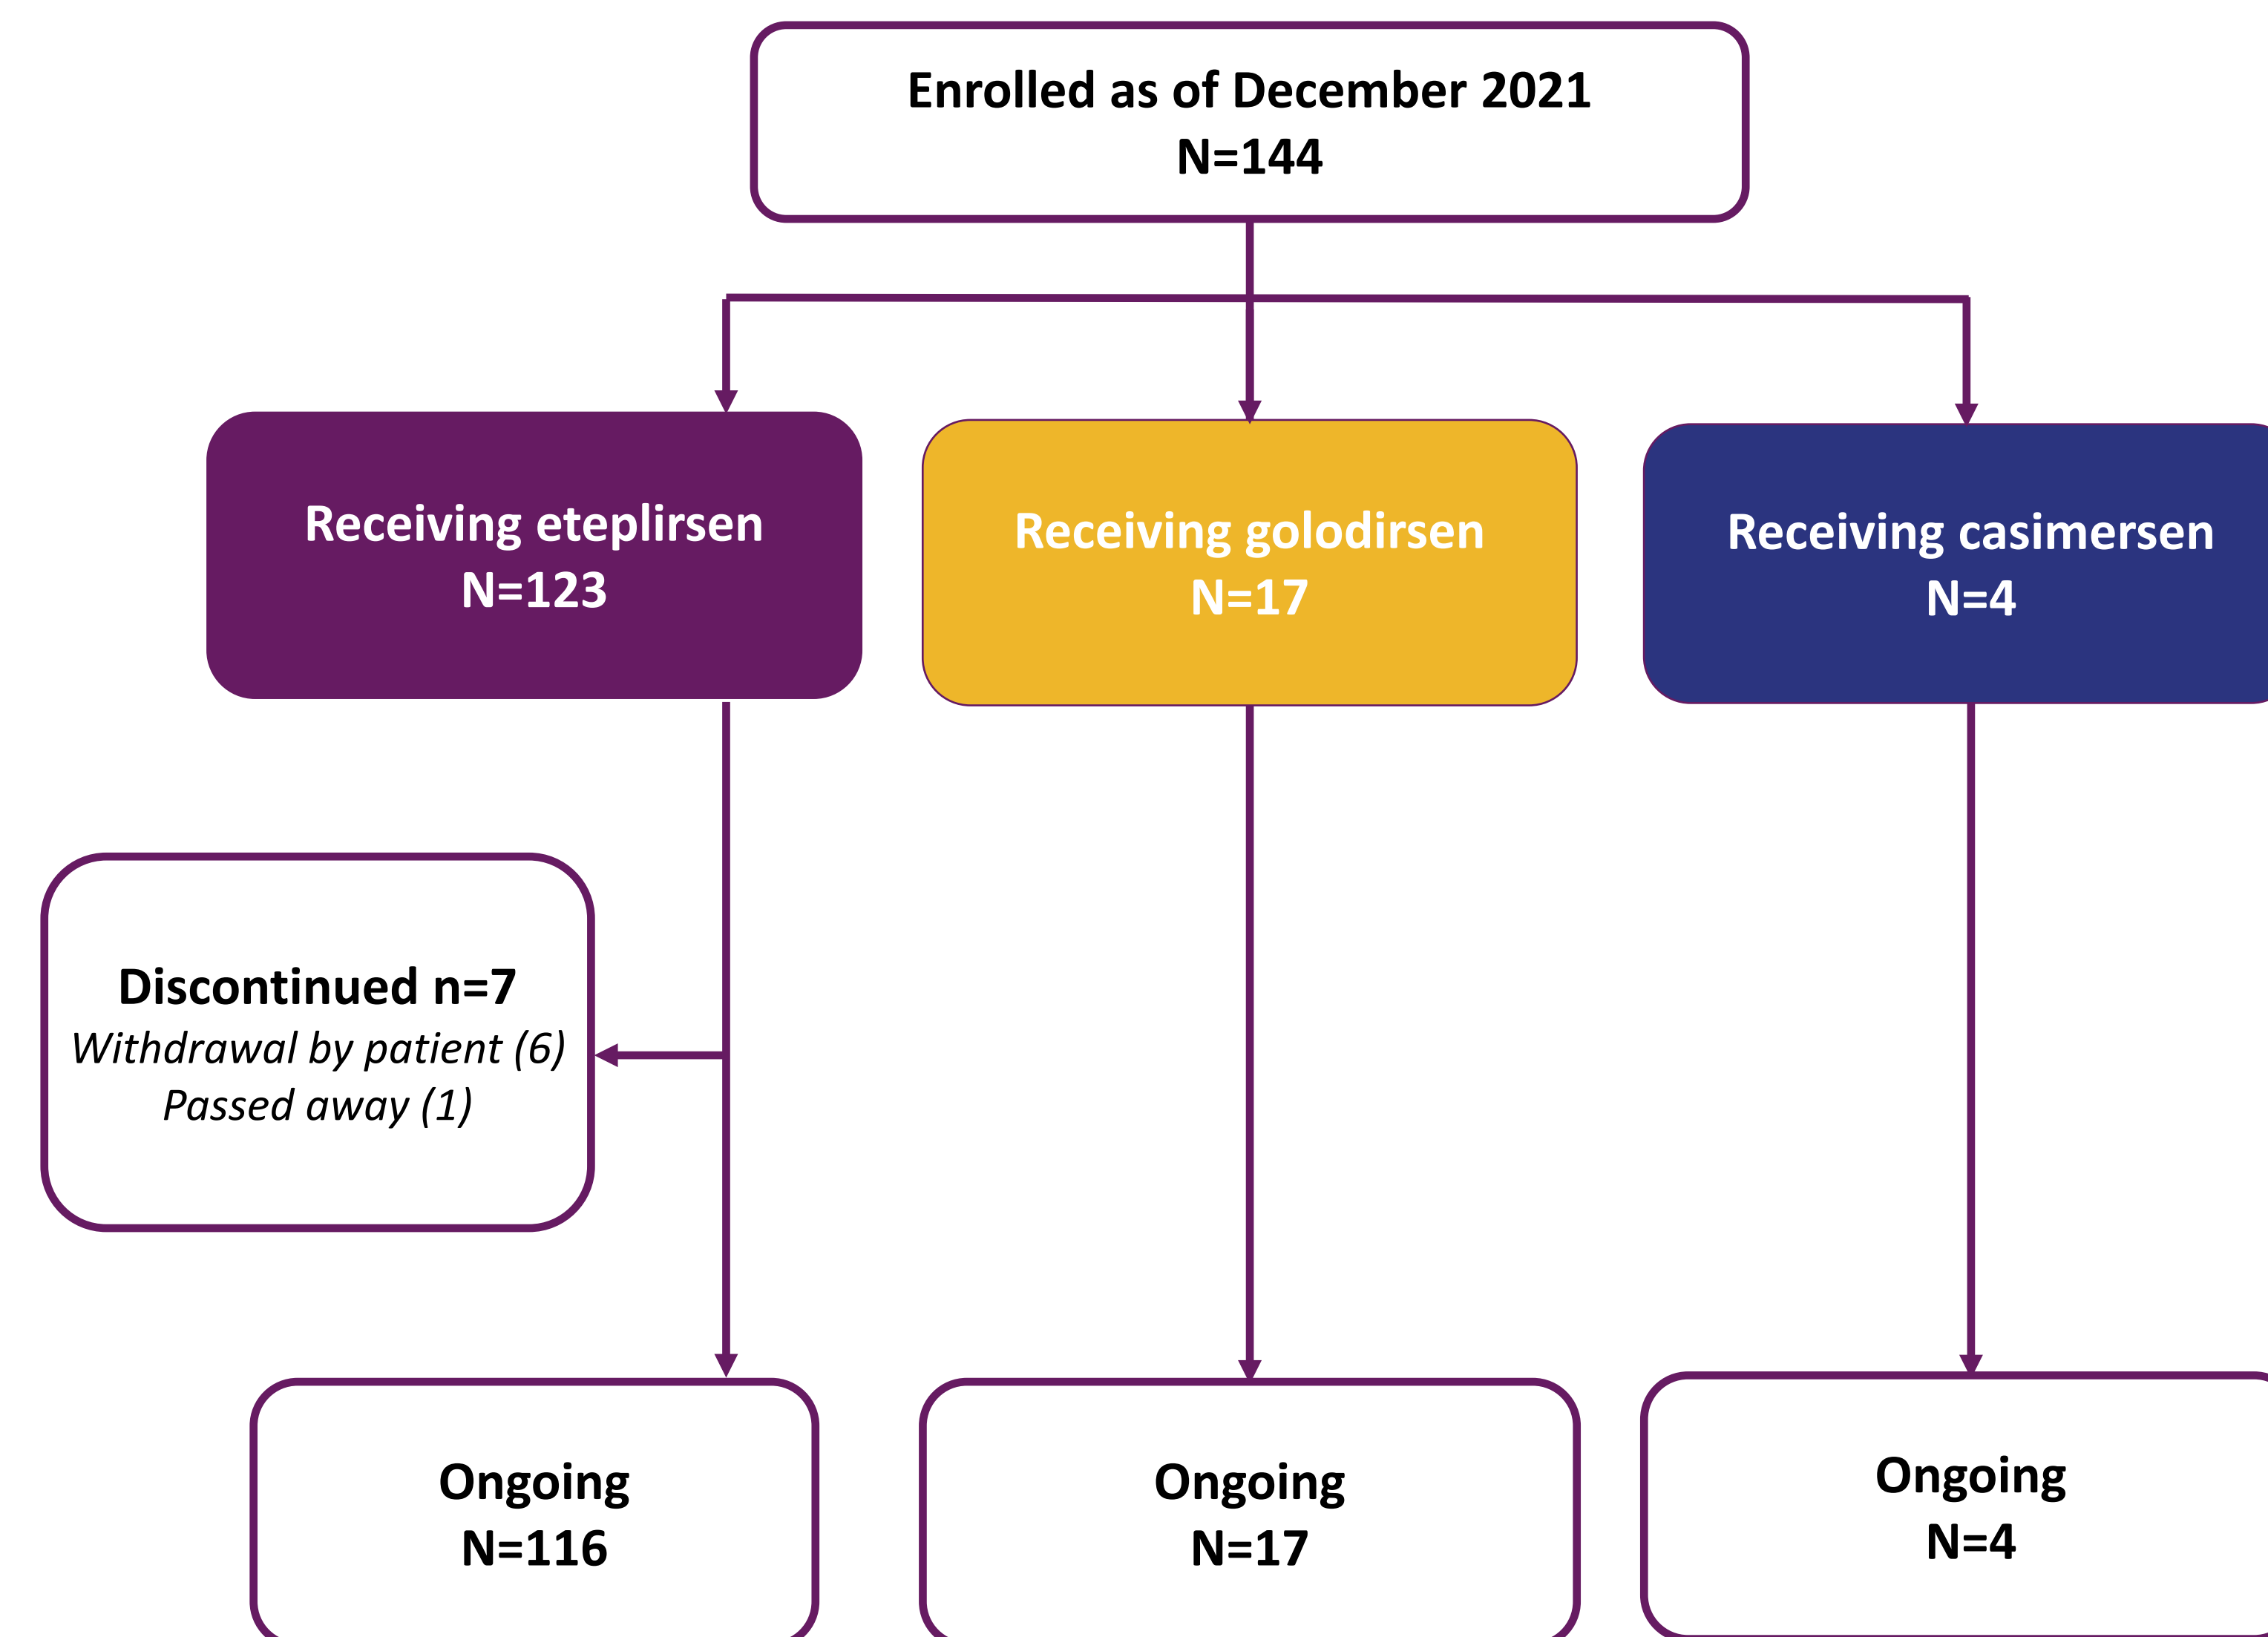 Enrolled as of December 2021
N=144
Receiving eteplirsen
N=123
Receiving golodirsen
N=17
Receiving casimersen
N=4
Discontinued n=7
Withdrawal by patient (6)
Passed away (1)
Ongoing
N=116
Ongoing
N=17
Ongoing
N=4